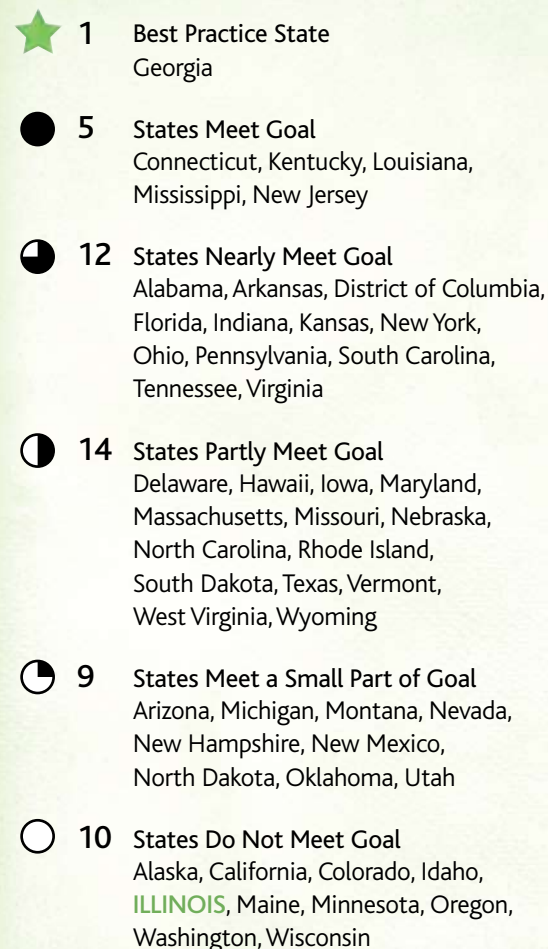 1 Best Practice State
Georgia
5 States Meet Goal
Connecticut, Kentucky, Louisiana,
Mississippi, New Jersey
12 States Nearly Meet Goal
Alabama, Arkansas, District of Columbia,
Florida, Indiana, Kansas, New York,
Ohio, Pennsylvania, South Carolina,
Tennessee, Virginia
14 States Partly Meet Goal
Delaware, Hawaii, Iowa, Maryland,
Massachusetts, Missouri, Nebraska,
North Carolina, Rhode Island,
South Dakota, Texas, Vermont,
West Virginia, Wyoming
9 States Meet a Small Part of Goal
Arizona, Michigan, Montana, Nevada,
New Hampshire, New Mexico,
North Dakota, Oklahoma, Utah
10 States Do Not Meet Goal
Alaska, California, Colorado, Idaho,
ILLINOIS, Maine, Minnesota, Oregon,
Washington, Wisconsin